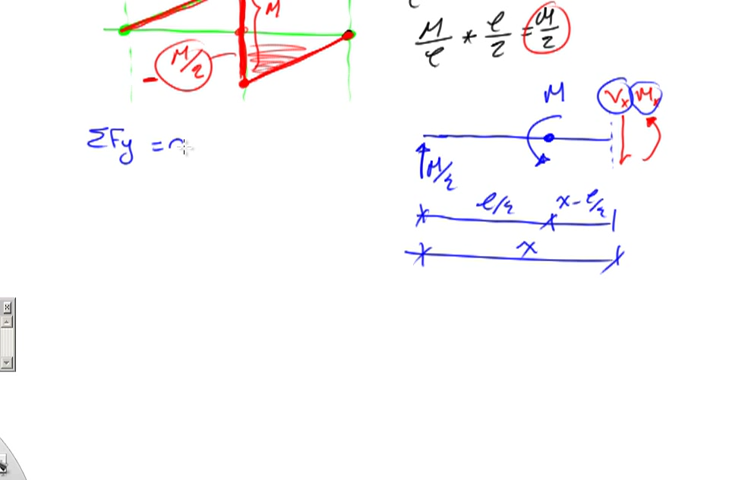 M
M/ℓ * ℓ/2 = M/2
- M/2
M
Vx Mx
ΣFy =
M/2
ℓ/2 x-ℓ/2
x